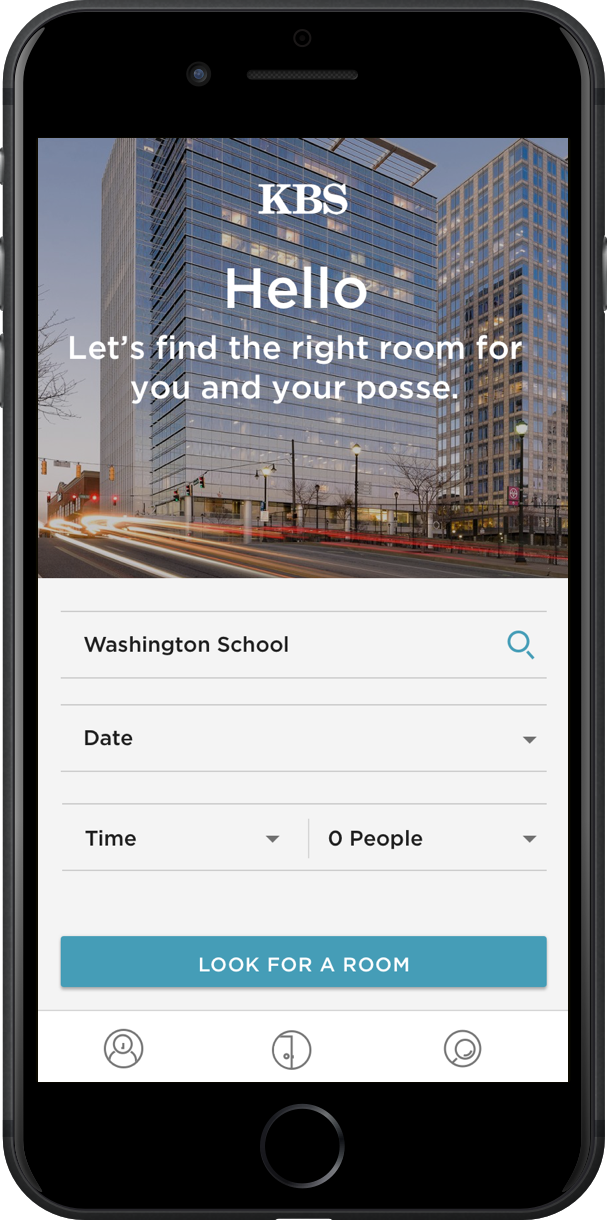 KBS
Hello
Let's find the right room for
you and your posse.
Washington School
Date
Time
0 People
LOOK FOR A ROOM